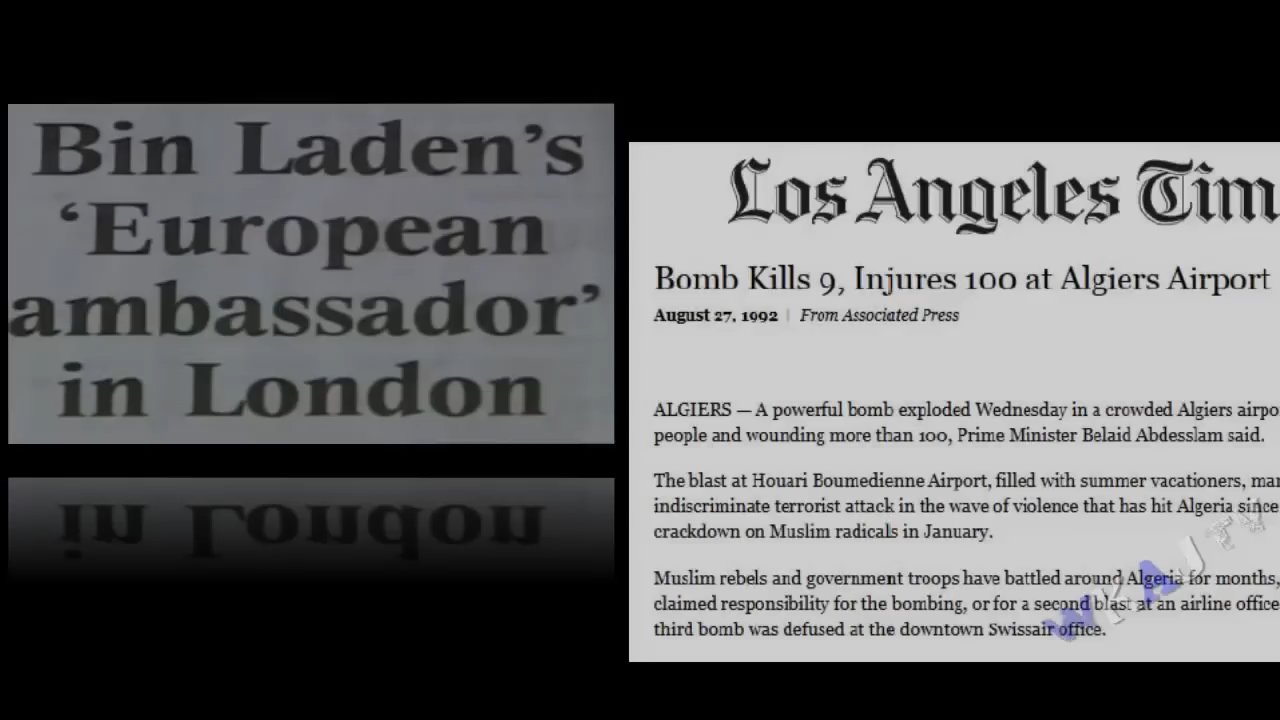 Bin Laden's
‘European
ambassador’
in London
Los Angeles Tim
Bomb Kills 9, Injures 100 at Algiers Airport
August 27, 1992 | From Associated Press
ALGIERS — A powerful bomb exploded Wednesday in a crowded Algiers airpo
people and wounding more than 100, Prime Minister Belaid Abdesslam said.
The blast at Houari Boumedienne Airport, filled with summer vacationers, mar
indiscriminate terrorist attack in the wave of violence that has hit Algeria since
crackdown on Muslim radicals in January.
Muslim rebels and government troops have battled around Algeria for months,
claimed responsibility for the bombing, or for a second blast at an airline office
third bomb was defused at the downtown Swissair office.
WKAJTV